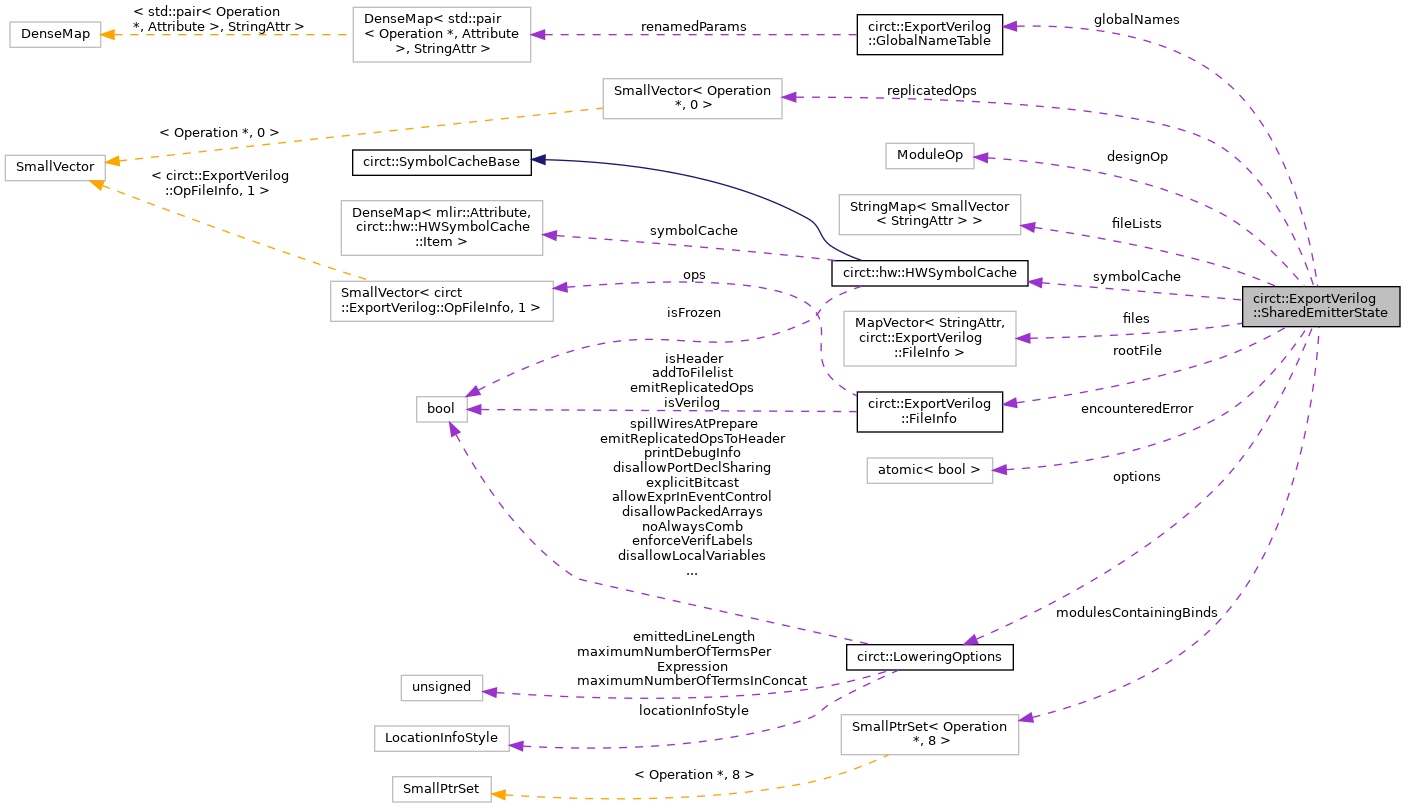 < std::pair< Operation
*, Attribute >, StringAttr >
DenseMap
DenseMap< std::pair
< Operation *, Attribute
>, StringAttr >
renamedParams
circt::ExportVerilog
::GlobalNameTable
globalNames
SmallVector< Operation
*, 0 >
replicatedOps
< Operation *, 0 >
SmallVector
< circt::ExportVerilog
::OpFileInfo, 1 >
circt::SymbolCacheBase
ModuleOp
designOp
DenseMap< mlir::Attribute,
circt::hw::HWSymbolCache
::Item >
symbolCache
StringMap< SmallVector
< StringAttr > >
fileLists
circt::hw::HWSymbolCache
symbolCache
SmallVector< circt
::ExportVerilog::OpFileInfo, 1 >
ops
isFrozen
MapVector< StringAttr,
circt::ExportVerilog
::FileInfo >
files
circt::ExportVerilog
::SharedEmitterState
rootFile
isHeader
addToFilelist
emitReplicatedOps
isVerilog
bool
circt::ExportVerilog
::FileInfo
encounteredError
spillWiresAtPrepare
emitReplicatedOpsToHeader
printDebugInfo
disallowPortDeclSharing
explicitBitcast
allowExprInEventControl
disallowPackedArrays
noAlwaysComb
enforceVerifLabels
disallowLocalVariables
...
atomic< bool >
options
modulesContainingBinds
emittedLineLength
maximumNumberOfTermsPer
Expression
maximumNumberOfTermsInConcat
circt::LoweringOptions
unsigned
locationInfoStyle
LocationInfoStyle
SmallPtrSet< Operation
*, 8 >
< Operation *, 8 >
SmallPtrSet